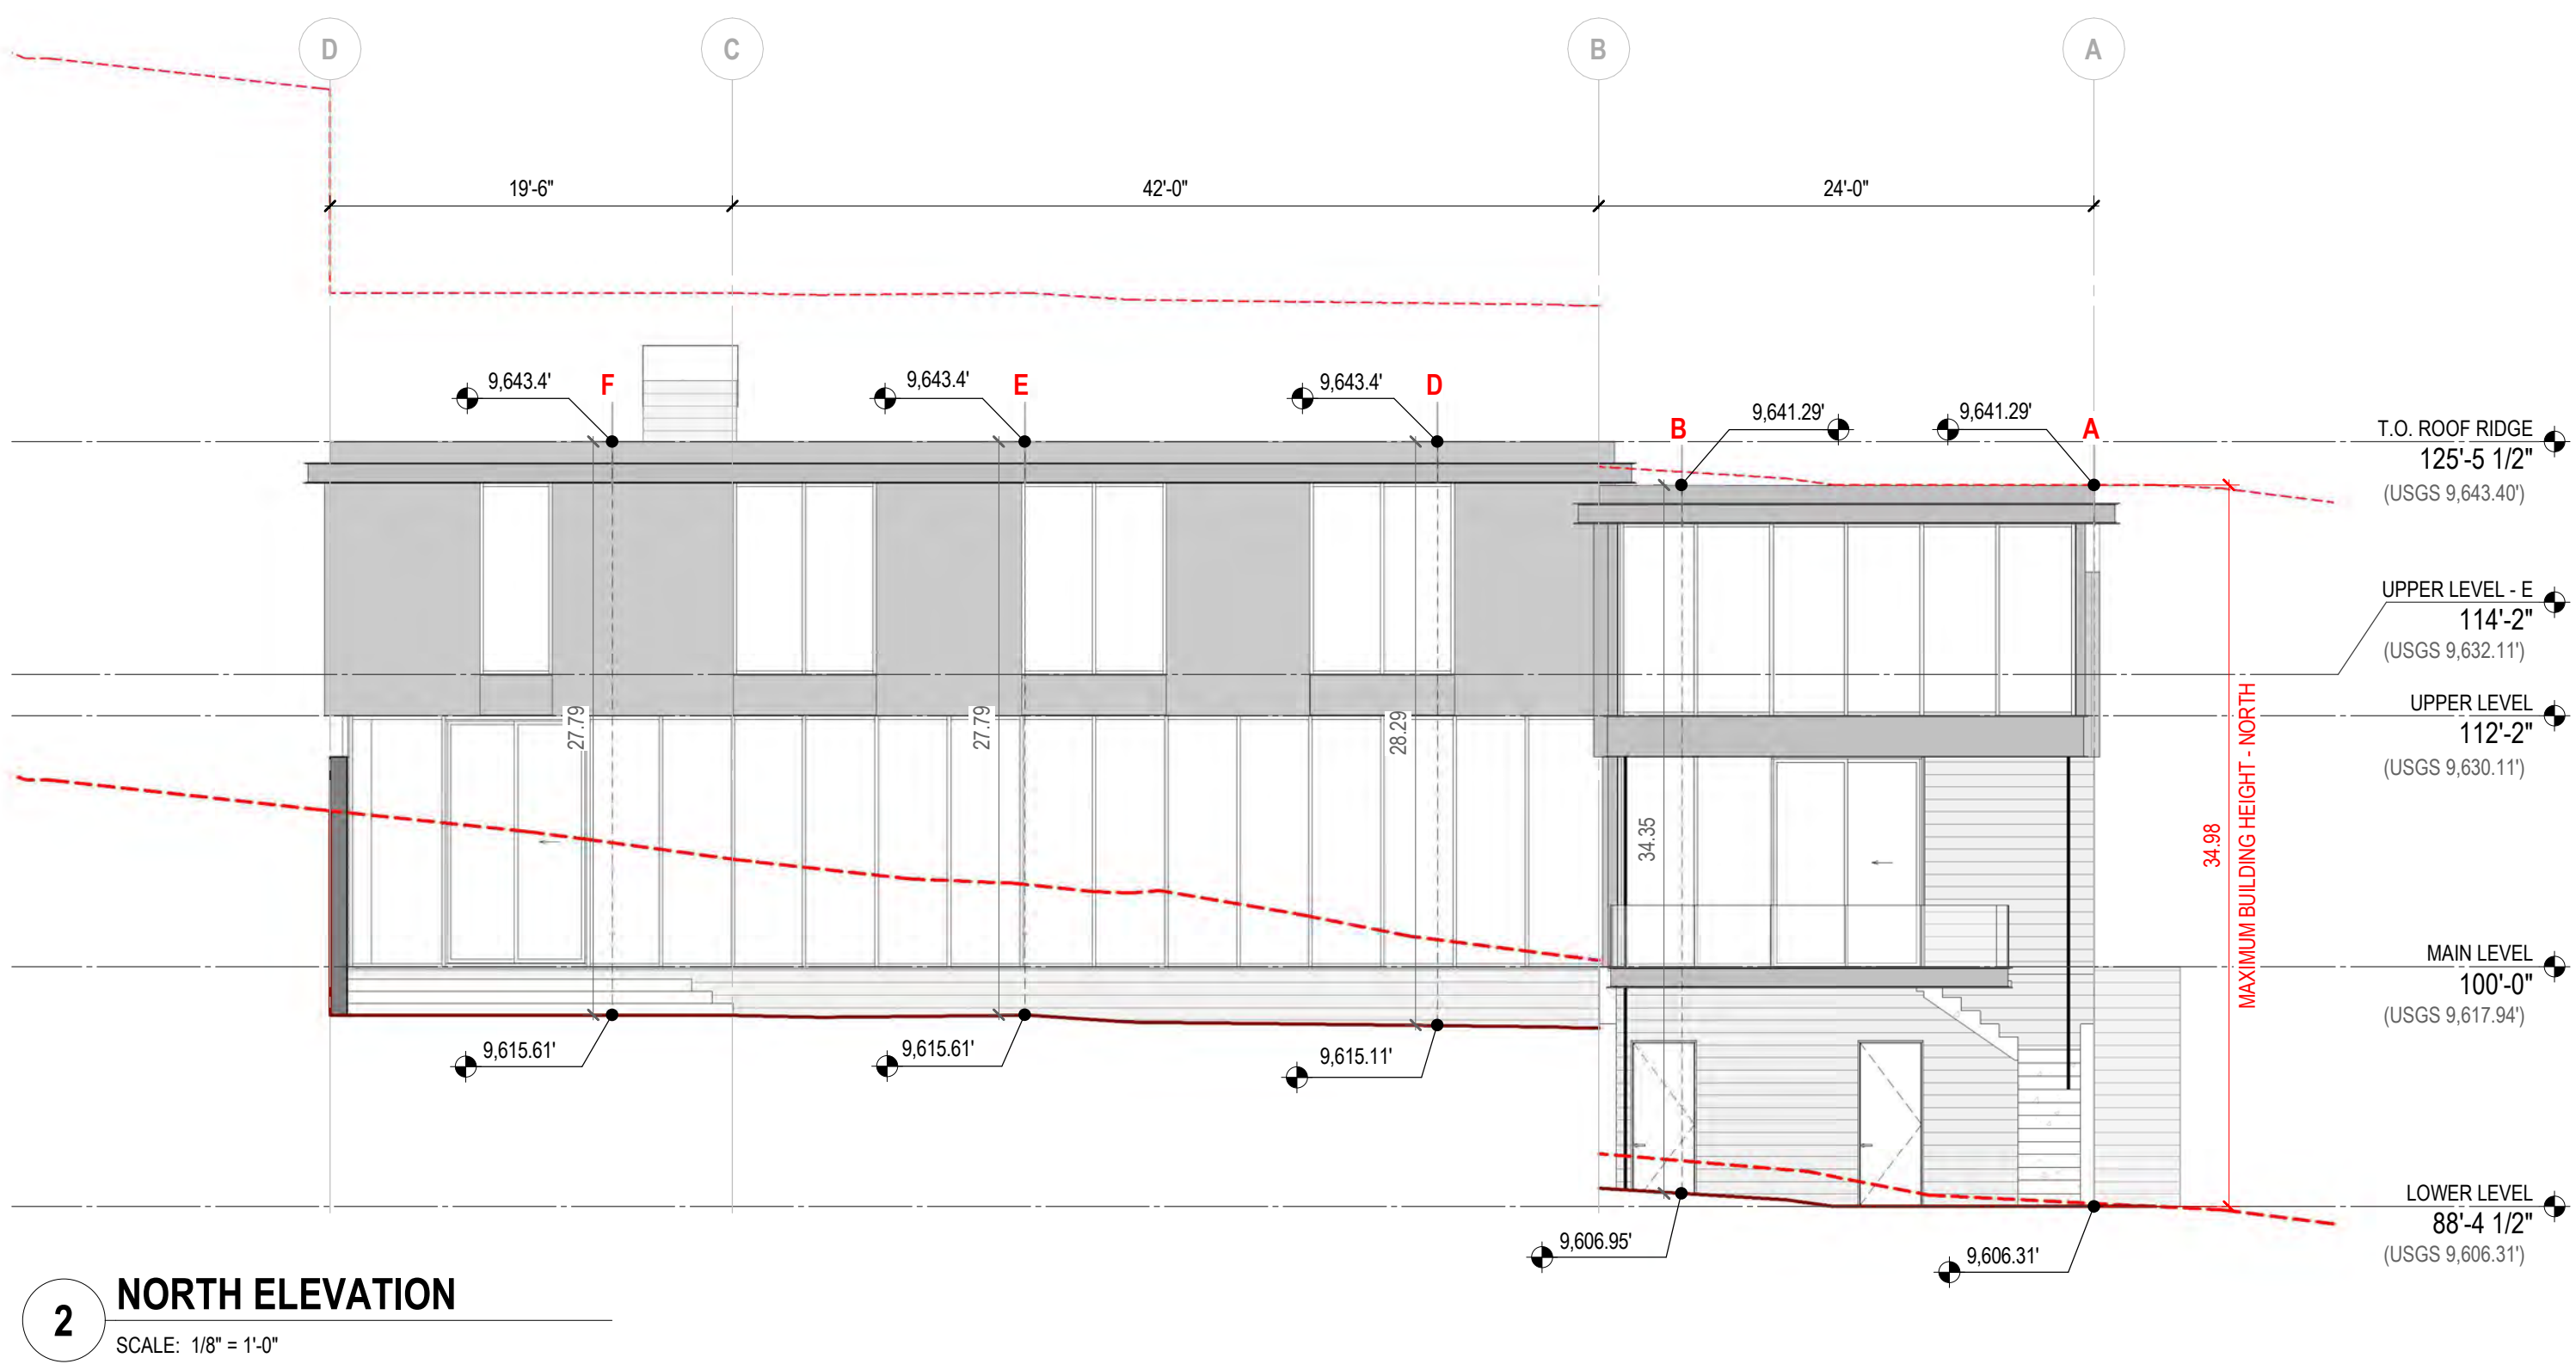 D
C
B
A
19'-6"
42'-0"
24'-0"
9,643.4'
F
9,643.4'
E
9,643.4'
D
B
9,641.29'
9,641.29'
A
T.O. ROOF RIDGE
125'-5 1/2"
(USGS 9,643.40')
UPPER LEVEL - E
114'-2"
(USGS 9,632.11')
UPPER LEVEL
112'-2"
(USGS 9,630.11')
27.79
27.79
28.29
34.35
34.98
MAXIMUM BUILDING HEIGHT - NORTH
MAIN LEVEL
100'-0"
(USGS 9,617.94')
9,615.61'
9,615.61'
9,615.11'
9,606.95'
9,606.31'
LOWER LEVEL
88'-4 1/2"
(USGS 9,606.31')
2
NORTH ELEVATION
SCALE: 1/8" = 1'-0"